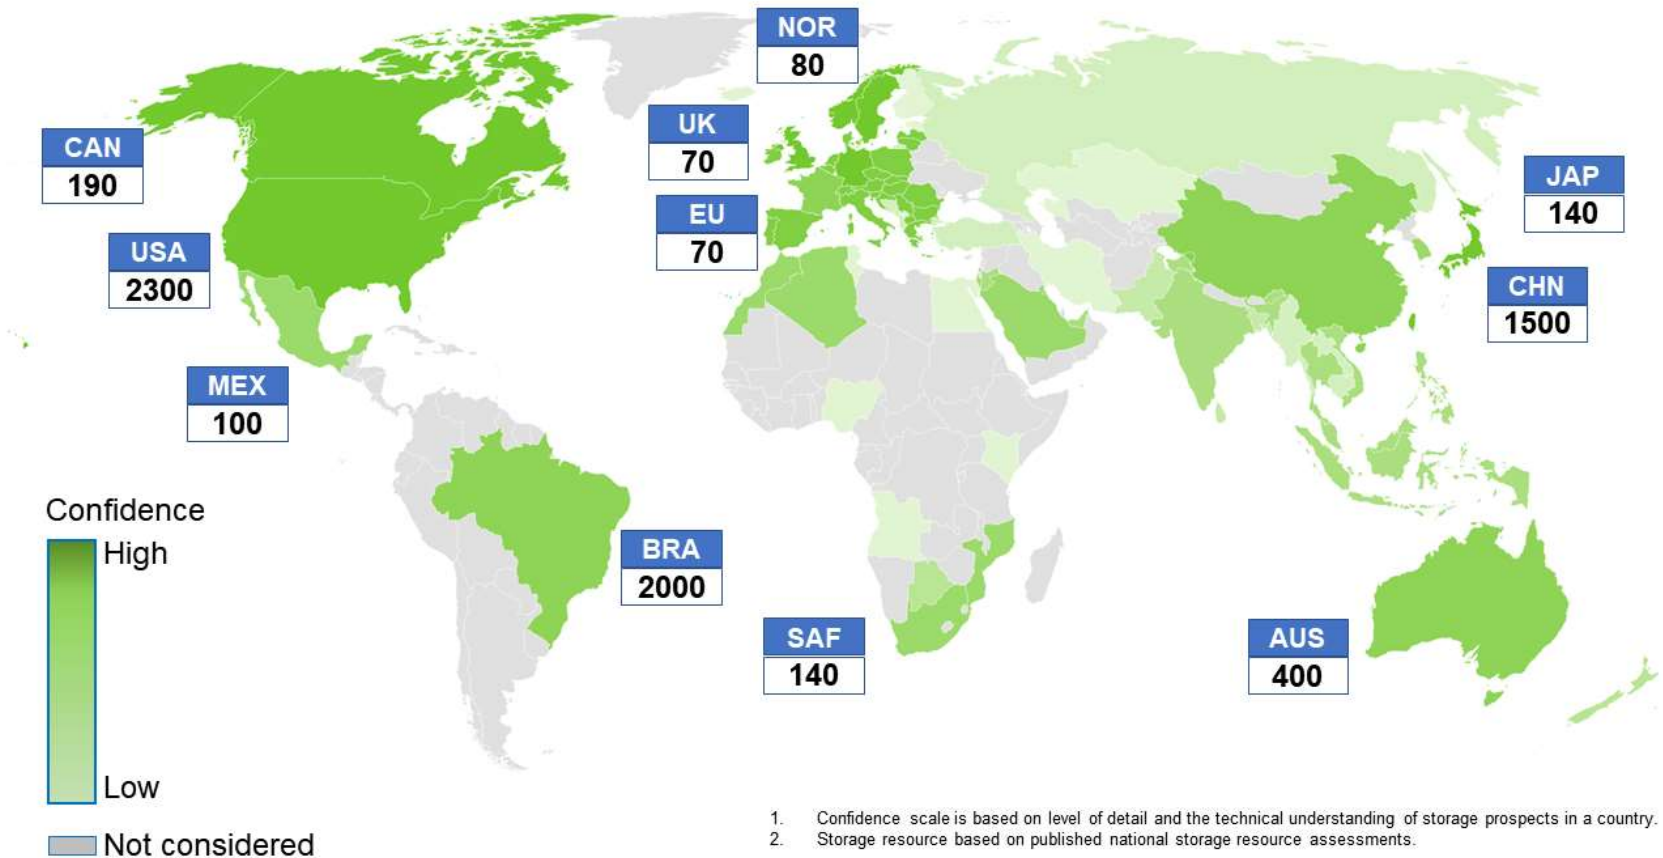 NOR
80
UK
70
CAN
190
EU
70
JAP
140
USA
2300
CHN
1500
MEX
100
Confidence
High
Low
Not considered
BRA
2000
SAF
140
AUS
400
1. Confidence scale is based on level of detail and the technical understanding of storage prospects in a country.
2. Storage resource based on published national storage resource assessments.